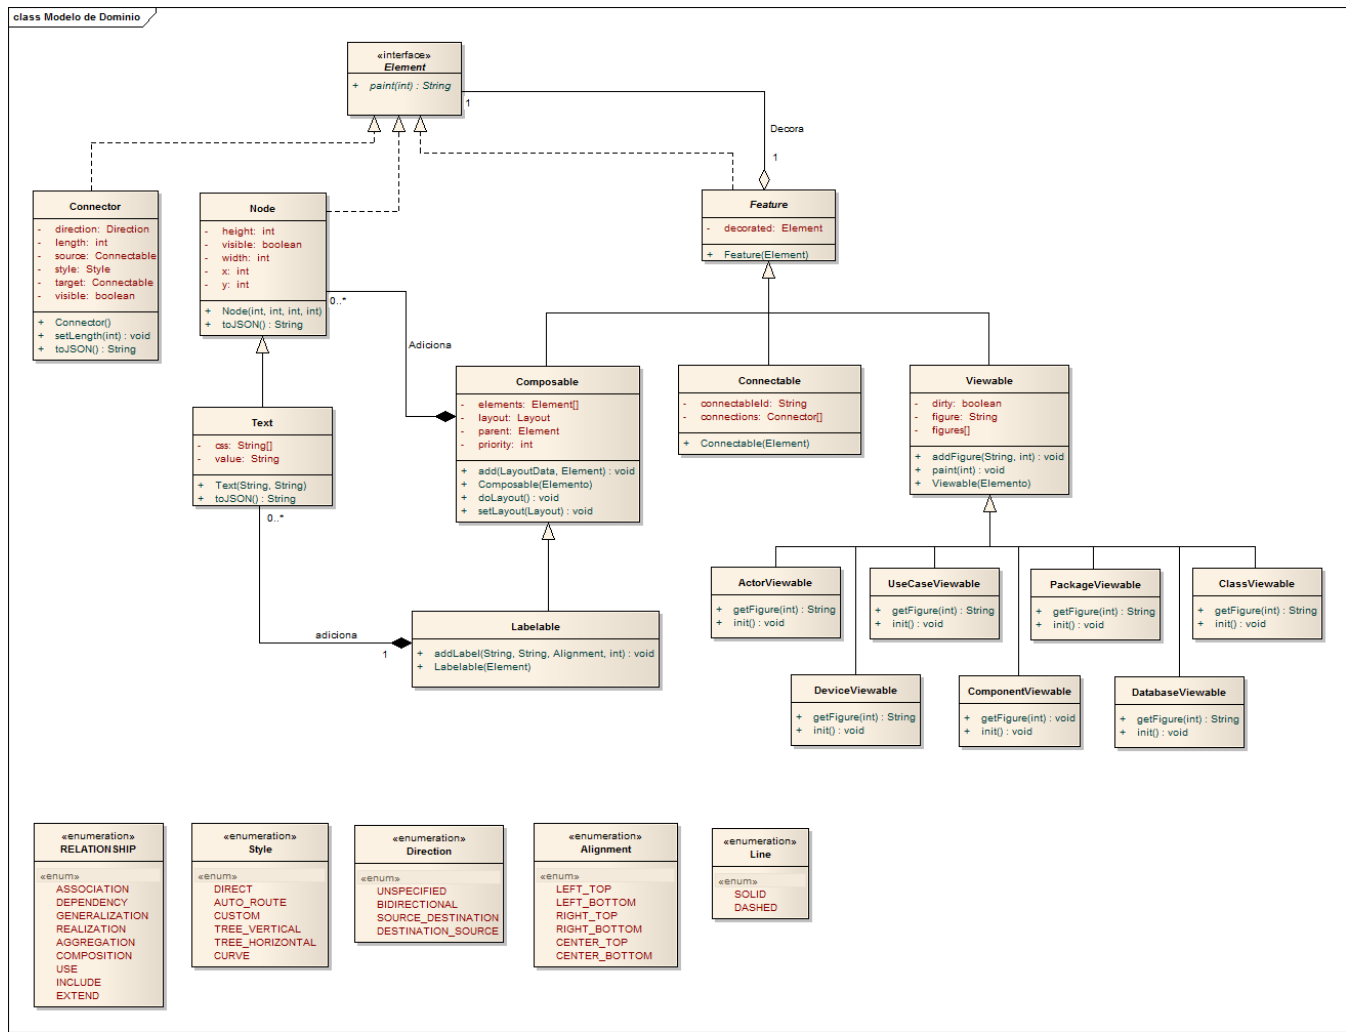 class Modelo de Dominio
«interface»
Element
+ paint(int) : String
1
Decora
1
Connector
- direction: Direction
- length: int
- source: Connectable
- style: Style
- target: Connectable
- visible: boolean
+ Connector()
+ setLength(int) : void
+ toJSON() : String
Node
- height: int
- visible: boolean
- width: int
- x: int
- y: int
+ Node(int, int, int, int)
+ toJSON() : String
Feature
- decorated: Element
+ Feature(Element)
0..*
Adiciona
Composable
- elements: Element[]
- layout: Layout
- parent: Element
- priority: int
+ add(LayoutData, Element) : void
+ Composable(Elemento)
+ doLayout() : void
+ setLayout(Layout) : void
Connectable
- connectableId: String
- connections: Connector[]
+ Connectable(Element)
Viewable
- dirty: boolean
- figure: String
- figures[]
+ addFigure(String, int) : void
+ paint(int) : void
+ Viewable(Elemento)
Text
- css: String[]
- value: String
+ Text(String, String)
+ toJSON() : String
0..*
adiciona
1
Labelable
+ addLabel(String, String, Alignment, int) : void
+ Labelable(Element)
ActorViewable
+ getFigure(int) : String
+ init() : void
UseCaseViewable
+ getFigure(int) : String
+ init() : void
PackageViewable
+ getFigure(int) : String
+ init() : void
ClassViewable
+ getFigure(int) : String
+ init() : void
DeviceViewable
+ getFigure(int) : String
+ init() : void
ComponentViewable
+ getFigure(int) : void
+ init() : void
DatabaseViewable
+ getFigure(int) : String
+ init() : void
«enumeration»
RELATIONSHIP
«enum»
ASSOCIATION
DEPENDENCY
GENERALIZATION
REALIZATION
AGGREGATION
COMPOSITION
USE
INCLUDE
EXTEND
«enumeration»
Style
«enum»
DIRECT
AUTO_ROUTE
CUSTOM
TREE_VERTICAL
TREE_HORIZONTAL
CURVE
«enumeration»
Direction
«enum»
UNSPECIFIED
BIDIRECTIONAL
SOURCE_DESTINATION
DESTINATION_SOURCE
«enumeration»
Alignment
«enum»
LEFT_TOP
LEFT_BOTTOM
RIGHT_TOP
RIGHT_BOTTOM
CENTER_TOP
CENTER_BOTTOM
«enumeration»
Line
«enum»
SOLID
DASHED